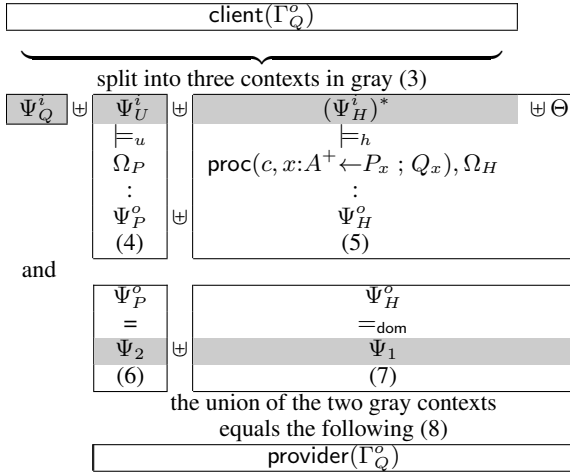 client(Γ_Q^o)
split into three contexts in gray (3)
Ψ_Q^i ⊎ Ψ_U^i ⊎ (Ψ_H^i)* ⊎ Θ
⊨_u ⊨_h
Ω_P proc(c, x:A⁺←P_x ; Q_x), Ω_H
: :
Ψ_P^o ⊎ Ψ_H^o
(4) (5)
and
Ψ_P^o Ψ_H^o
= =_dom
Ψ_2 ⊎ Ψ_1
(6) (7)
the union of the two gray contexts
equals the following (8)
provider(Γ_Q^o)